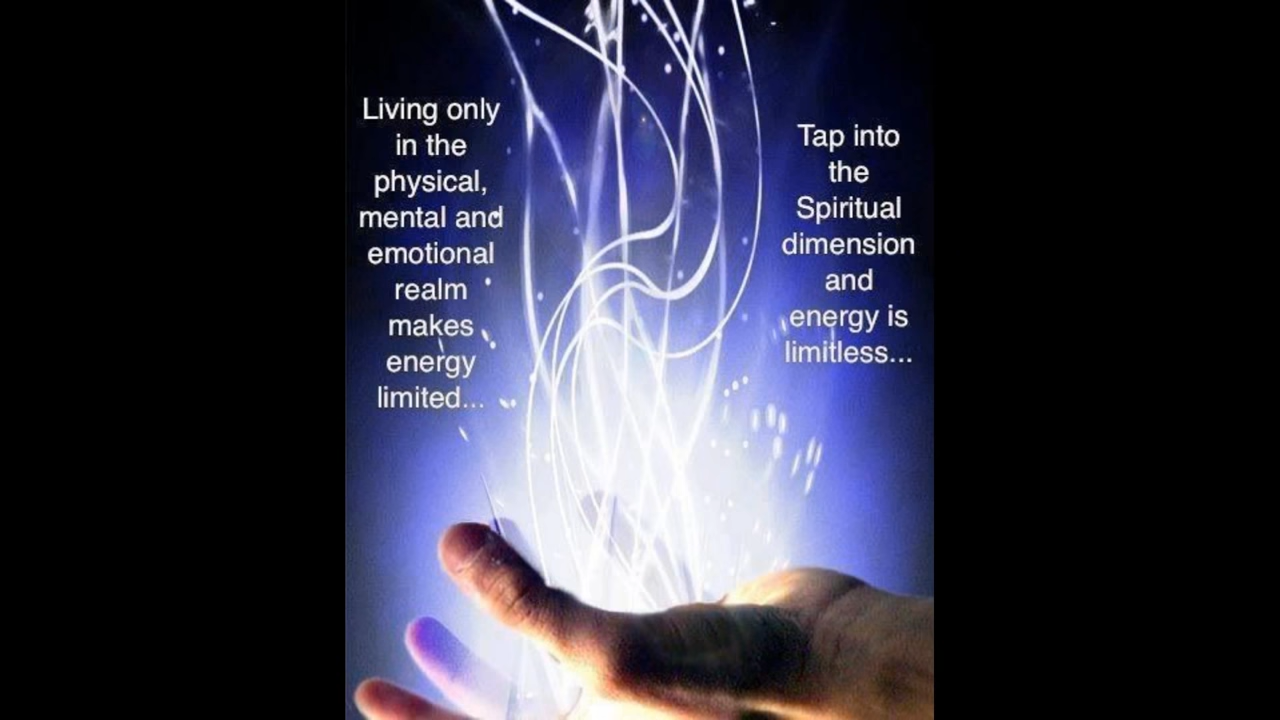 Living only
in the
physical,
mental and
emotional
realm
makes
energy
limited...
Tap into
the
Spiritual
dimension
and
energy is
limitless...